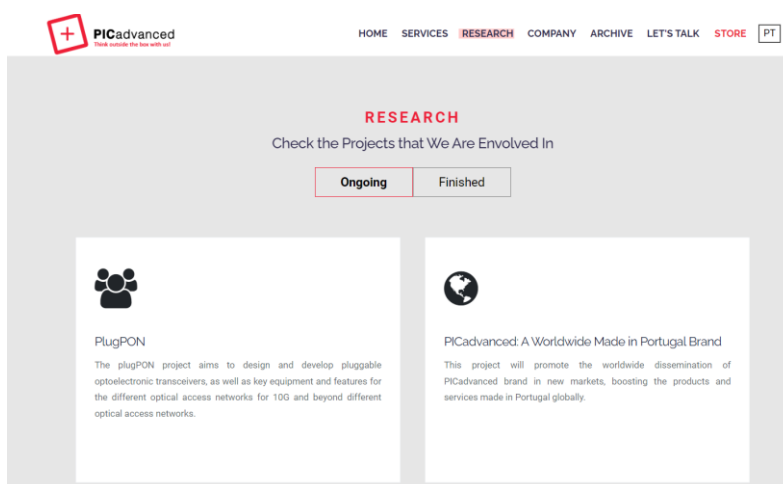 PICadvanced
Think outside the box with us!
HOME SERVICES RESEARCH COMPANY ARCHIVE LET'S TALK STORE PT
RESEARCH
Check the Projects that We Are Envolved In
Ongoing Finished
PlugPON
The plugPON project aims to design and develop pluggable
optoelectronic transceivers, as well as key equipment and features for
the different optical access networks for 10G and beyond different
optical access networks.
PICadvanced: A Worldwide Made in Portugal Brand
This project will promote the worldwide dissemination of
PICadvanced brand in new markets, boosting the products and
services made in Portugal globally.